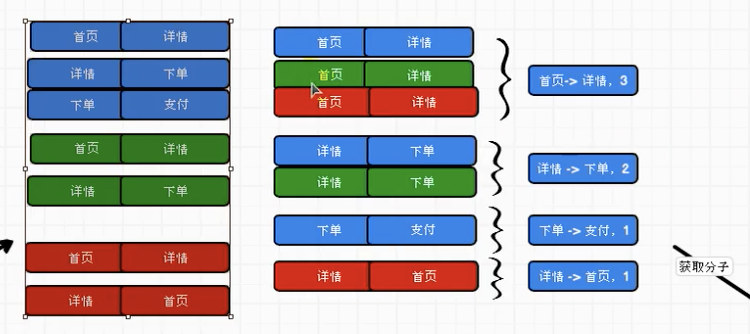 首页 详情
详情 下单
下单 支付
首页 详情
详情 下单
首页 详情
详情 首页
首页 详情
首页 详情
首页 详情
首页-> 详情，3
详情 下单
详情 下单
详情 -> 下单，2
下单 支付
下单 -> 支付，1
详情 首页
详情 -> 首页，1
获取分子